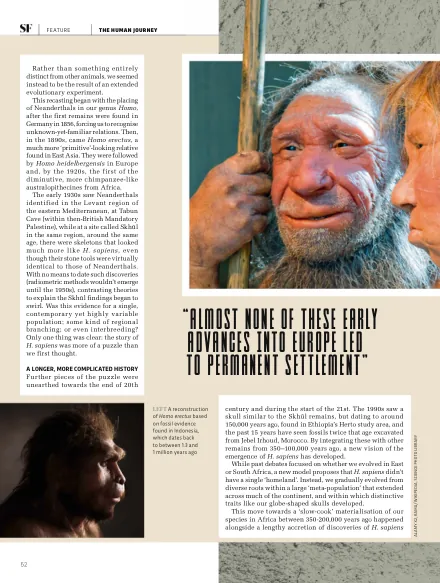 SF
FEATURE
THE HUMAN JOURNEY
Rather than something entirely
distinct from other animals, we seemed
instead to be the result of an extended
evolutionary experiment.
This recasting began with the placing
of Neanderthals in our genus Homo,
after the first remains were found in
Germany in 1856, forcing us to recognise
unknown-yet-familiar relations. Then,
in the 1890s, came Homo erectus, a
much more 'primitive'-looking relative
found in East Asia. They were followed
by Homo heidelbergensis in Europe
and, by the 1920s, the first of the
diminutive, more chimpanzee-like
australopithecines from Africa.
The early 1930s saw Neanderthals
identified in the Levant region of
the eastern Mediterranean, at Tabun
Cave (within then-British Mandatory
Palestine), while at a site called Skhūl
in the same region, around the same
age, there were skeletons that looked
much more like H. sapiens, even
though their stone tools were virtually
identical to those of Neanderthals.
With no means to date such discoveries
(radiometric methods wouldn't emerge
until the 1950s), contrasting theories
to explain the Skhūl findings began to
swirl. Was this evidence for a single,
contemporary yet highly variable
population; some kind of regional
branching; or even interbreeding?
Only one thing was clear: the story of
H. sapiens was more of a puzzle than
we first thought.
A LONGER, MORE COMPLICATED HISTORY
Further pieces of the puzzle were
unearthed towards the end of 20th
"ALMOST NONE OF THESE EARLY
ADVANCES INTO EUROPE LED
TO PERMANENT SETTLEMENT"
LEFT A reconstruction
of Homo erectus based
on fossil evidence
found in Indonesia,
which dates back
to between 1.3 and
1 million years ago
century and during the start of the 21st. The 1990s saw a
skull similar to the Skhūl remains, but dating to around
150,000 years ago, found in Ethiopia's Herto study area, and
the past 15 years have seen fossils twice that age excavated
from Jebel Irhoud, Morocco. By integrating these with other
remains from 350–100,000 years ago, a new vision of the
emergence of H. sapiens has developed.
While past debates focused on whether we evolved in East
or South Africa, a new model proposes that H. sapiens didn't
have a single 'homeland'. Instead, we gradually evolved from
diverse roots within a large 'meta-population' that extended
across much of the continent, and within which distinctive
traits like our globe-shaped skulls developed.
This move towards a 'slow-cook' materialisation of our
species in Africa between 350-200,000 years ago happened
alongside a lengthy accretion of discoveries of H. sapiens
52